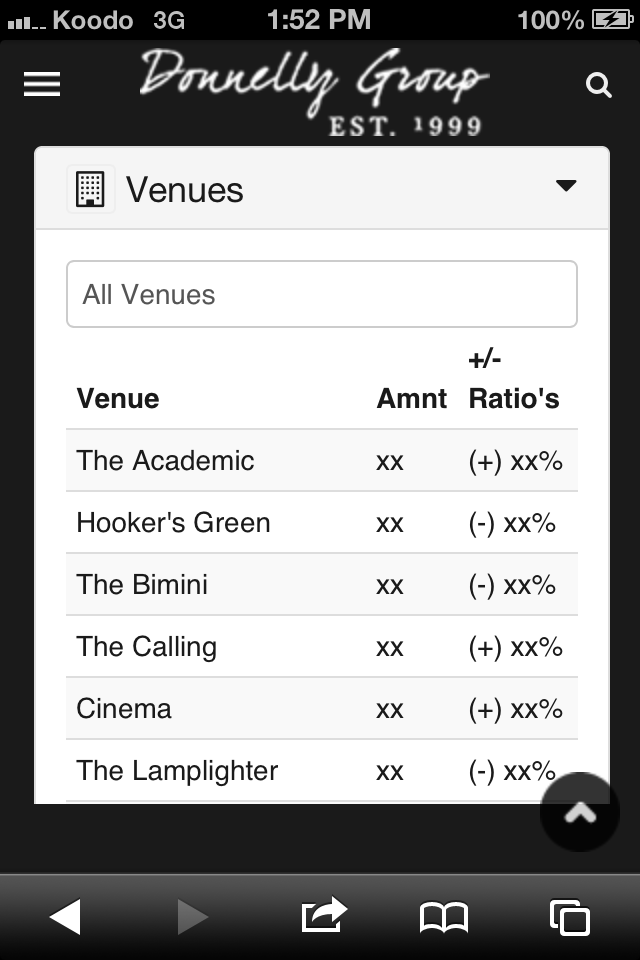 Koodo 3G 1:52 PM 100%
Donnelly Group
EST. 1999
Venues
All Venues
+/-
Venue Amnt Ratio's
The Academic xx (+) xx%
Hooker's Green xx (-) xx%
The Bimini xx (-) xx%
The Calling xx (+) xx%
Cinema xx (+) xx%
The Lamplighter xx (-) xx%